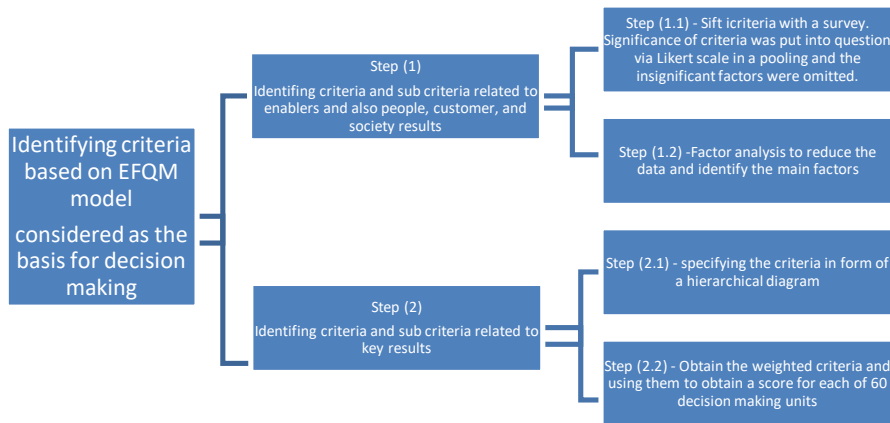 Identifying criteria
based on EFQM
model
considered as the
basis for decision
making
Step (1)
Identifing criteria and sub criteria related to
enablers and also people, customer, and
society results
Step (1.1) - Sift icriteria with a survey.
Significance of criteria was put into question
via Likert scale in a pooling and the
insignificant factors were omitted.
Step (1.2) -Factor analysis to reduce the
data and identify the main factors
Step (2)
Identifing criteria and sub criteria related to
key results
Step (2.1) - specifying the criteria in form of
a hierarchical diagram
Step (2.2) - Obtain the weighted criteria and
using them to obtain a score for each of 60
decision making units